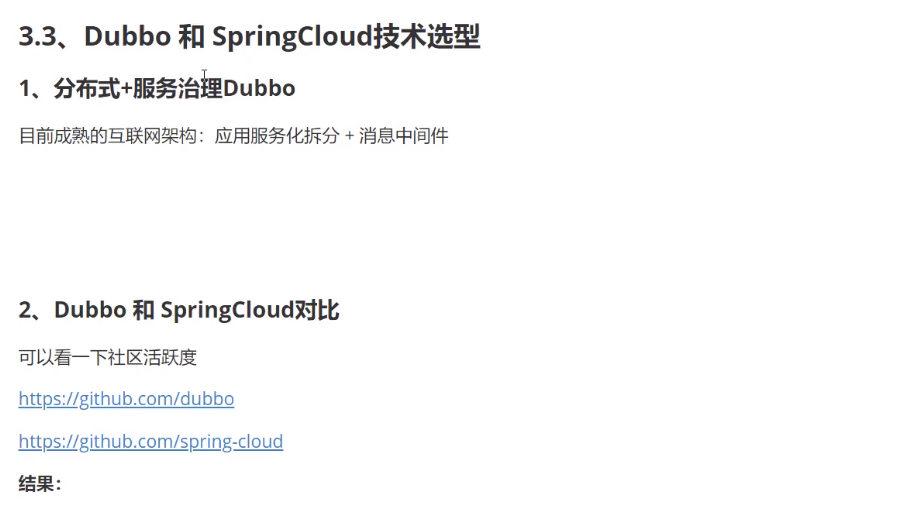 3.3、Dubbo 和 SpringCloud技术选型
1、分布式+服务治理Dubbo
目前成熟的互联网架构：应用服务化拆分 + 消息中间件
2、Dubbo 和 SpringCloud对比
可以看一下社区活跃度
https://github.com/dubbo
https://github.com/spring-cloud
结果：